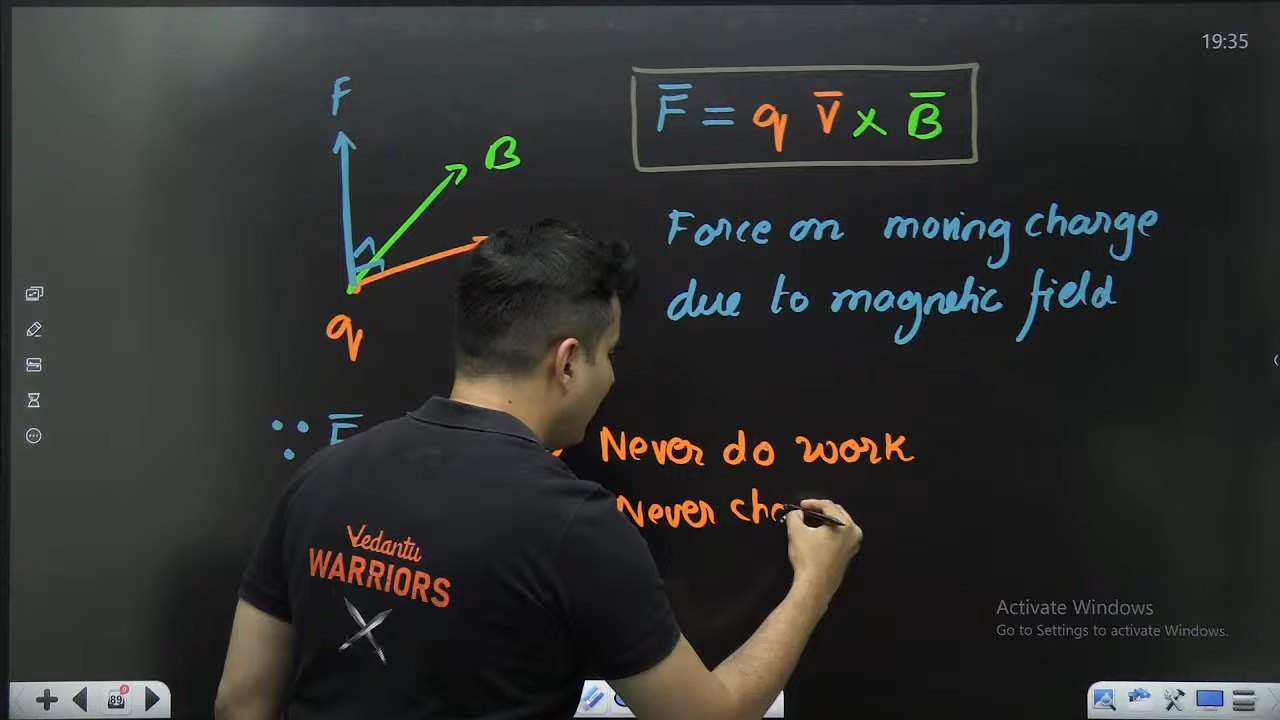 19:35
F
B
q
F̅ = q V̅ x B̅
Force on moving charge
due to magnetic field
∵ F̅
Never do work
Never cha
Vedantu
WARRIORS
Activate Windows
Go to Settings to activate Windows.
89